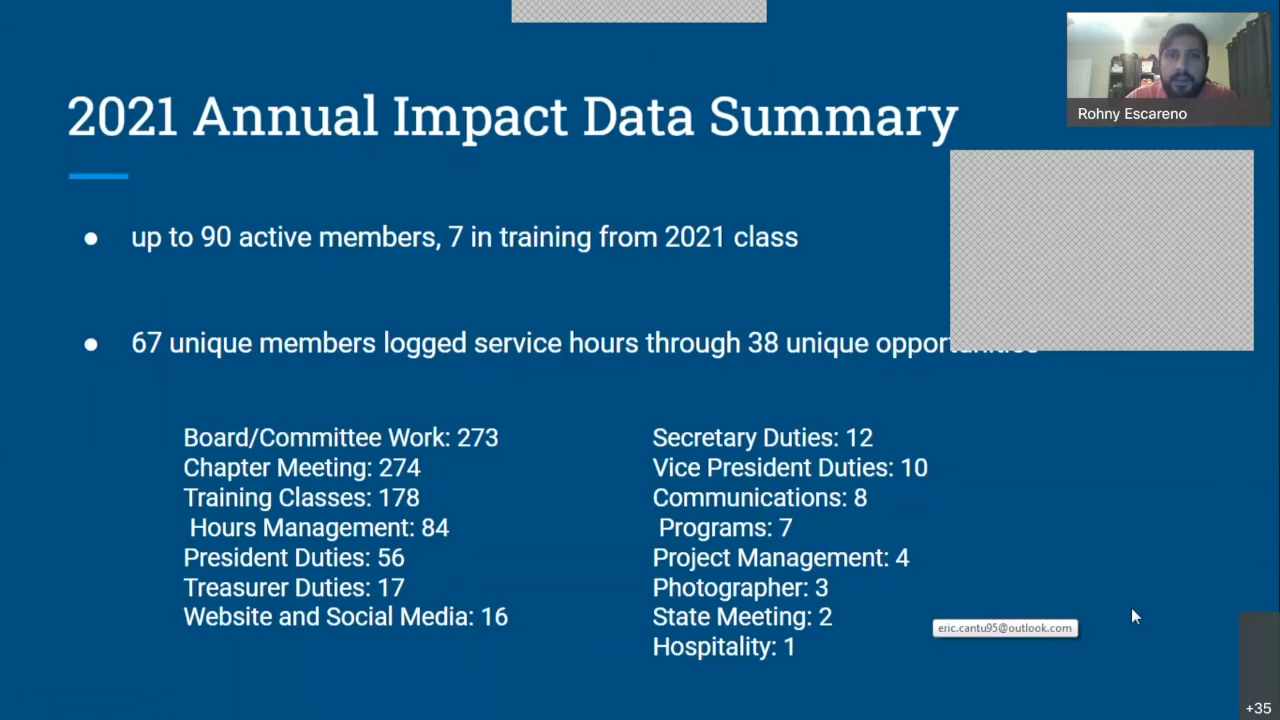 2021 Annual Impact Data Summary
Rohny Escareno
● up to 90 active members, 7 in training from 2021 class
● 67 unique members logged service hours through 38 unique
Board/Committee Work: 273
Chapter Meeting: 274
Training Classes: 178
Hours Management: 84
President Duties: 56
Treasurer Duties: 17
Website and Social Media: 16
Secretary Duties: 12
Vice President Duties: 10
Communications: 8
Programs: 7
Project Management: 4
Photographer: 3
State Meeting: 2
Hospitality: 1
eric.cantu95@outlook.com
+35